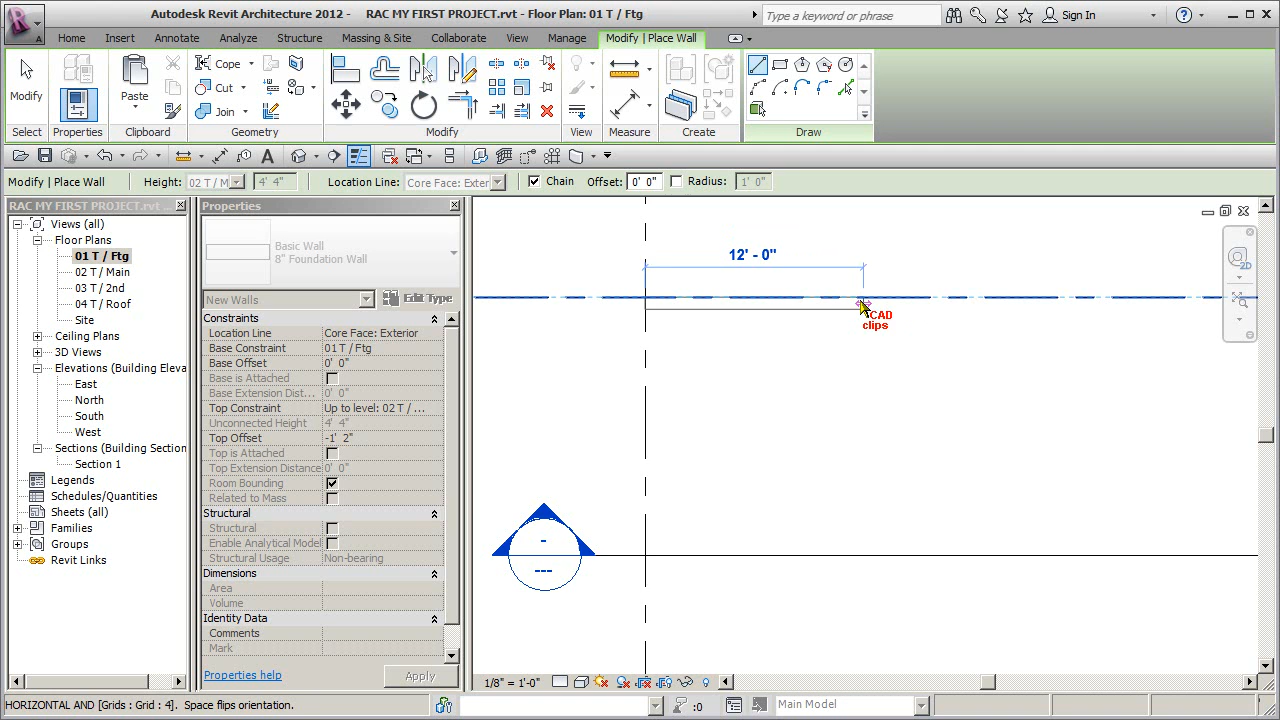 Autodesk Revit Architecture 2012 - RAC MY FIRST PROJECT.rvt - Floor Plan: 01 T / Ftg
Type a keyword or phrase
Sign In
Home Insert Annotate Analyze Structure Massing & Site Collaborate View Manage Modify | Place Wall
Modify
Paste
Cope
Cut
Join
Select Properties Clipboard Geometry Modify View Measure Create Draw
Modify | Place Wall Height: 02 T / M 4' 4" Location Line: Core Face: Exter Chain Offset: 0' 0" Radius: 1' 0"
RAC MY FIRST PROJECT.rvt ...
Views (all)
Floor Plans
01 T / Ftg
02 T / Main
03 T / 2nd
04 T / Roof
Site
Ceiling Plans
3D Views
Elevations (Building Eleva
East
North
South
West
Sections (Building Section
Section 1
Legends
Schedules/Quantities
Sheets (all)
Families
Groups
Revit Links
Properties
Basic Wall
8" Foundation Wall
New Walls Edit Type
Constraints
Location Line Core Face: Exterior
Base Constraint 01 T / Ftg
Base Offset 0' 0"
Base is Attached
Base Extension Dist...
Top Constraint Up to level: 02 T / ...
Unconnected Height 4' 4"
Top Offset -1' 2"
Top is Attached
Top Extension Distance 0' 0"
Room Bounding
Related to Mass
Structural
Structural
Enable Analytical Model
Structural Usage Non-bearing
Dimensions
Area
Volume
Identity Data
Comments
Mark
Properties help Apply
12' - 0"
CAD
clips
-
---
2D
1/8" = 1'-0"
HORIZONTAL AND [Grids : Grid : 4]. Space flips orientation.
:0
Main Model